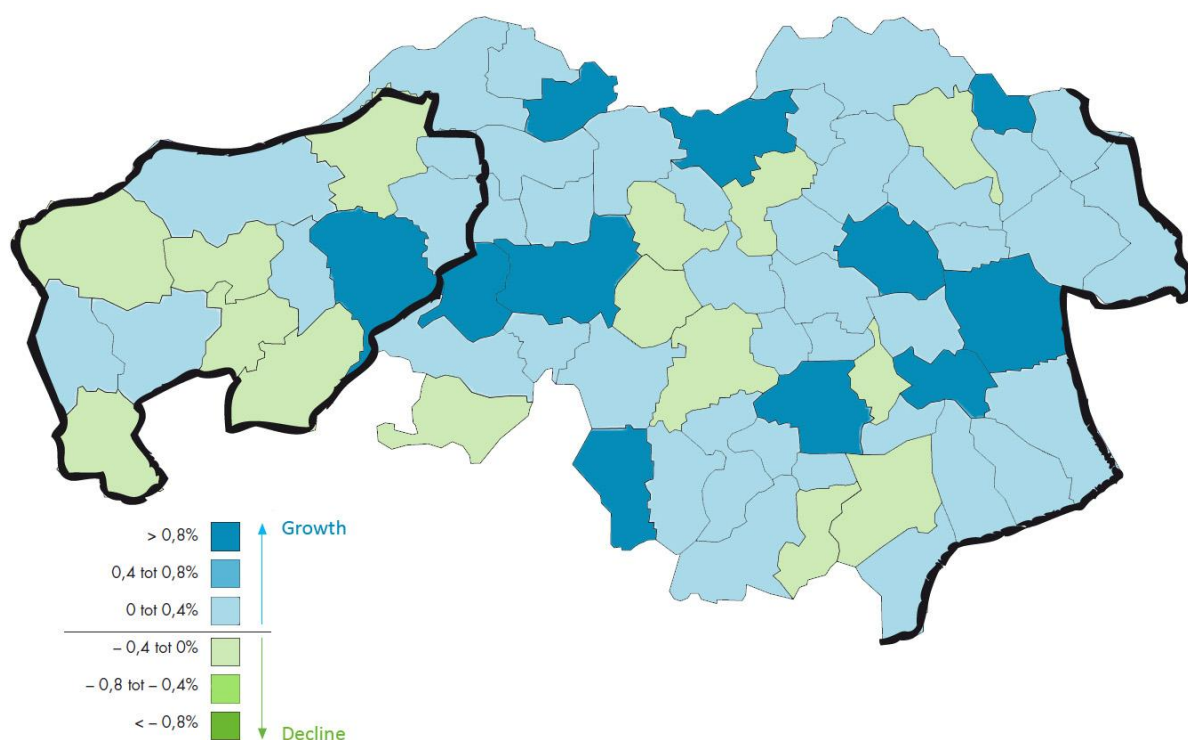 > 0,8%
Growth
0,4 tot 0,8%
0 tot 0,4%
– 0,4 tot 0%
– 0,8 tot – 0,4%
< – 0,8%
Decline